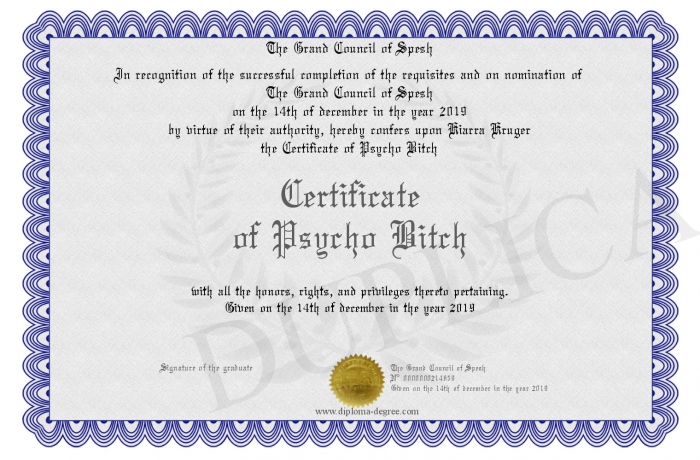 The Grand Council of Spesh
In recognition of the successful completion of the requisites and on nomination of
The Grand Council of Spesh
on the 14th of december in the year 2019
by virtue of their authority, hereby confers upon Kiarra Kruger
the Certificate of Psycho Bitch
Certificate
of Psycho Bitch
with all the honors, rights, and privileges thereto pertaining.
Given on the 14th of december in the year 2019
Signature of the graduate
The Grand Council of Spesh
N° 0000000214859
Given on the 14th of december in the year 2019
www.diploma-degree.com
DUPLICA